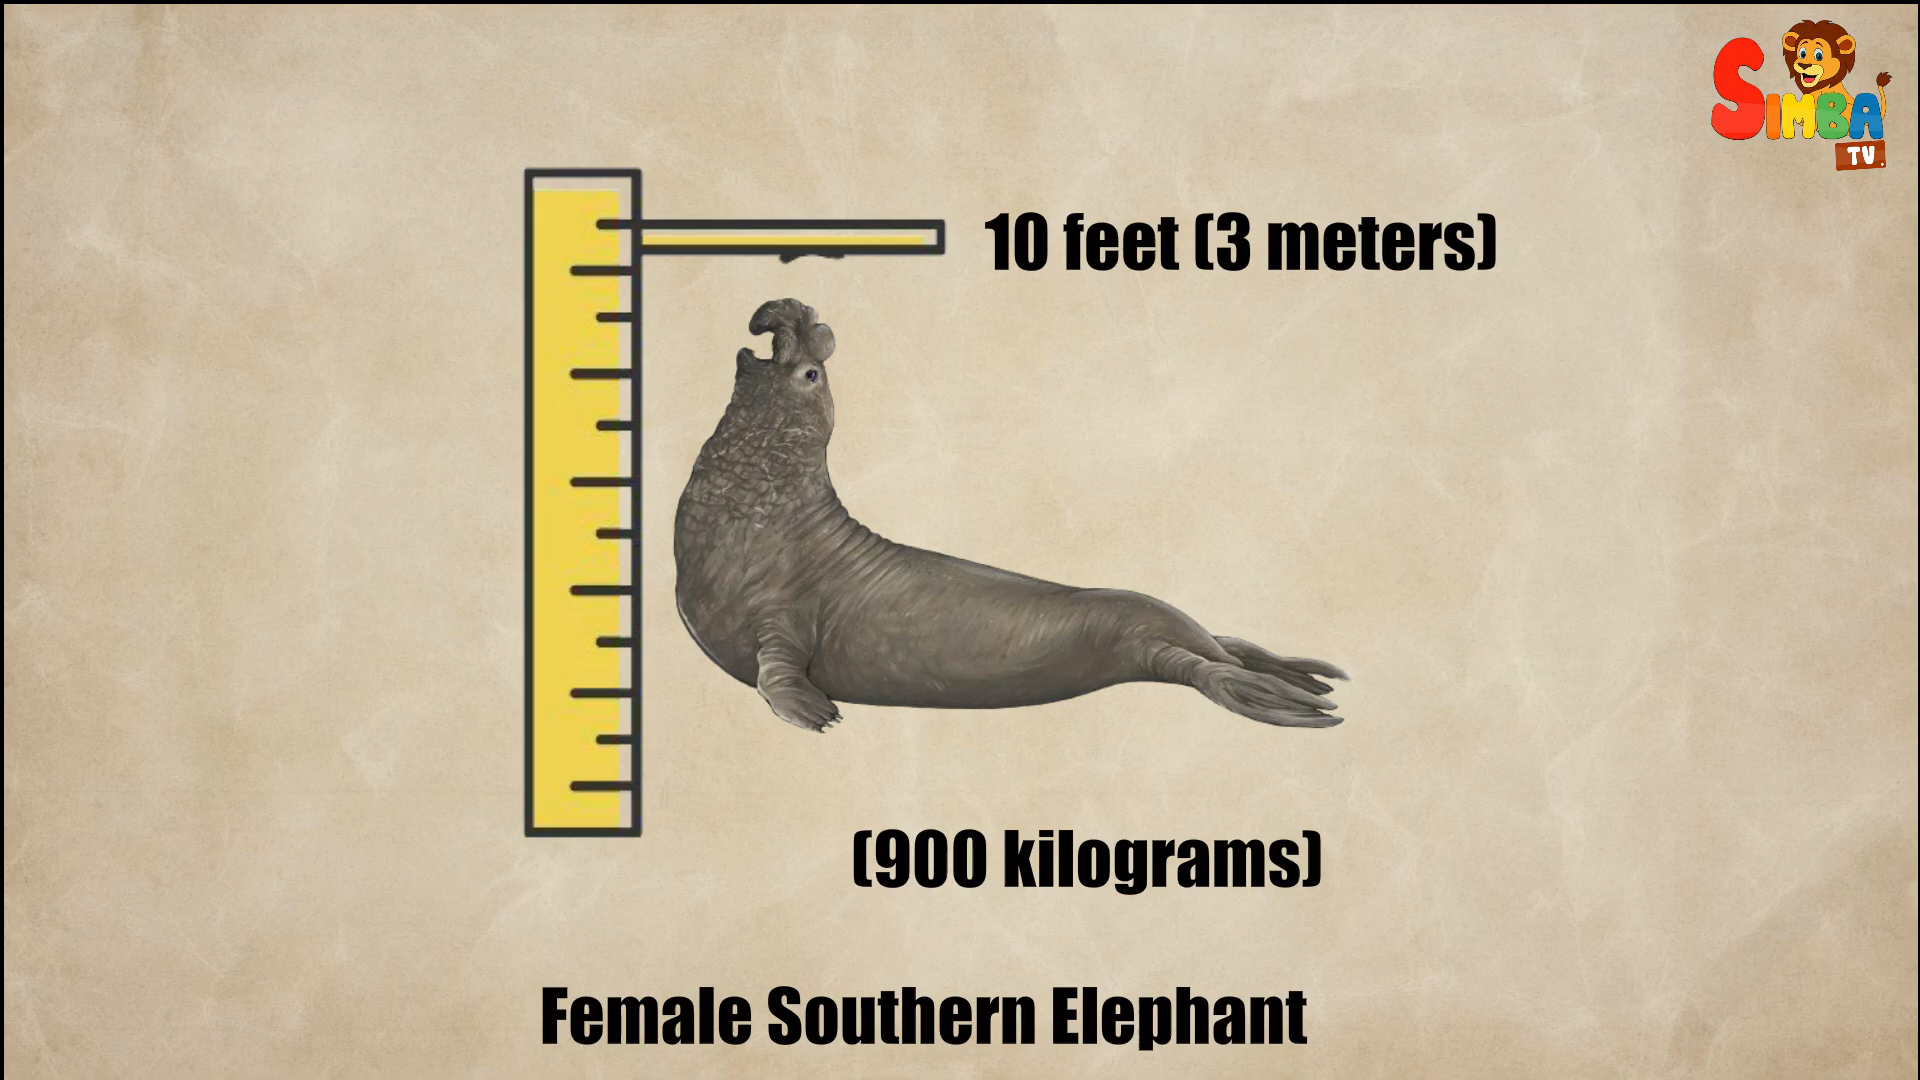 SIMBA
TV
10 feet (3 meters)
(900 kilograms)
Female Southern Elephant